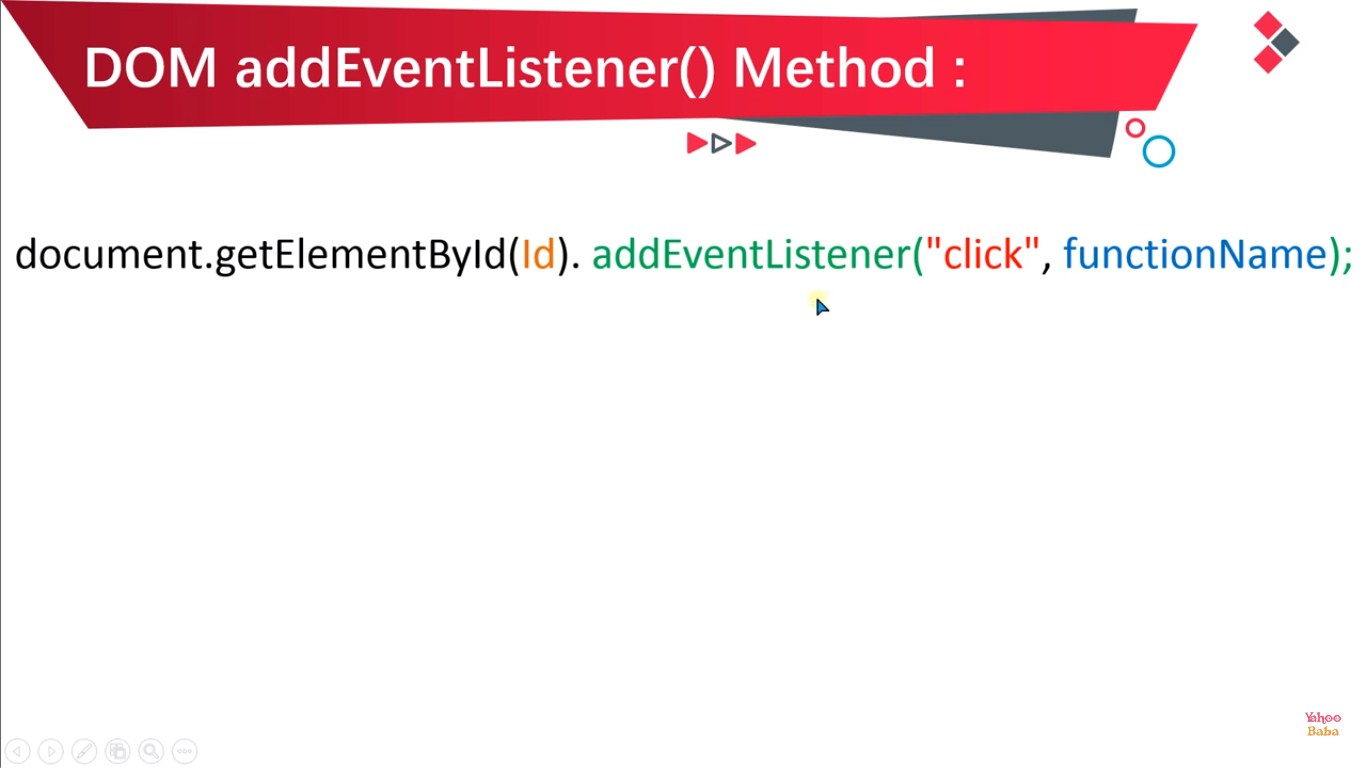 DOM addEventListener() Method :
document.getElementById(Id). addEventListener("click", functionName);
Yahoo
Baba